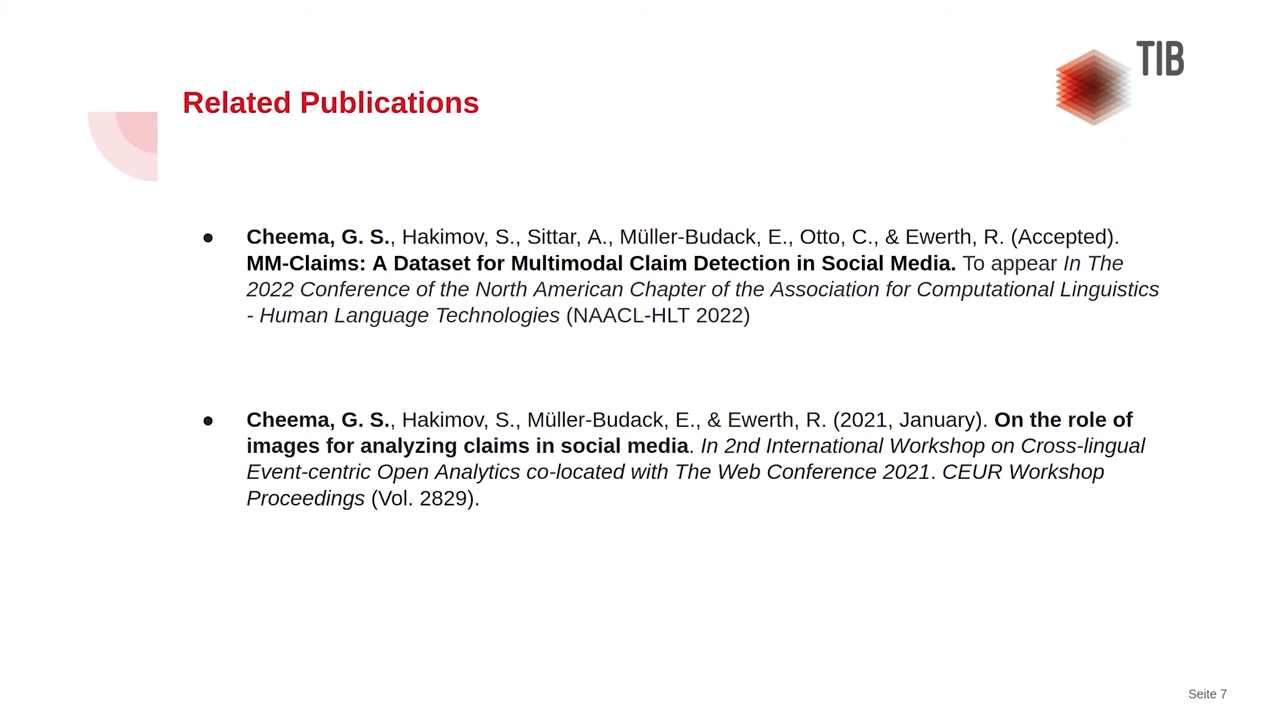 TIB
Related Publications
● Cheema, G. S., Hakimov, S., Sittar, A., Müller-Budack, E., Otto, C., & Ewerth, R. (Accepted).
MM-Claims: A Dataset for Multimodal Claim Detection in Social Media. To appear In The
2022 Conference of the North American Chapter of the Association for Computational Linguistics
- Human Language Technologies (NAACL-HLT 2022)
● Cheema, G. S., Hakimov, S., Müller-Budack, E., & Ewerth, R. (2021, January). On the role of
images for analyzing claims in social media. In 2nd International Workshop on Cross-lingual
Event-centric Open Analytics co-located with The Web Conference 2021. CEUR Workshop
Proceedings (Vol. 2829).
Seite 7